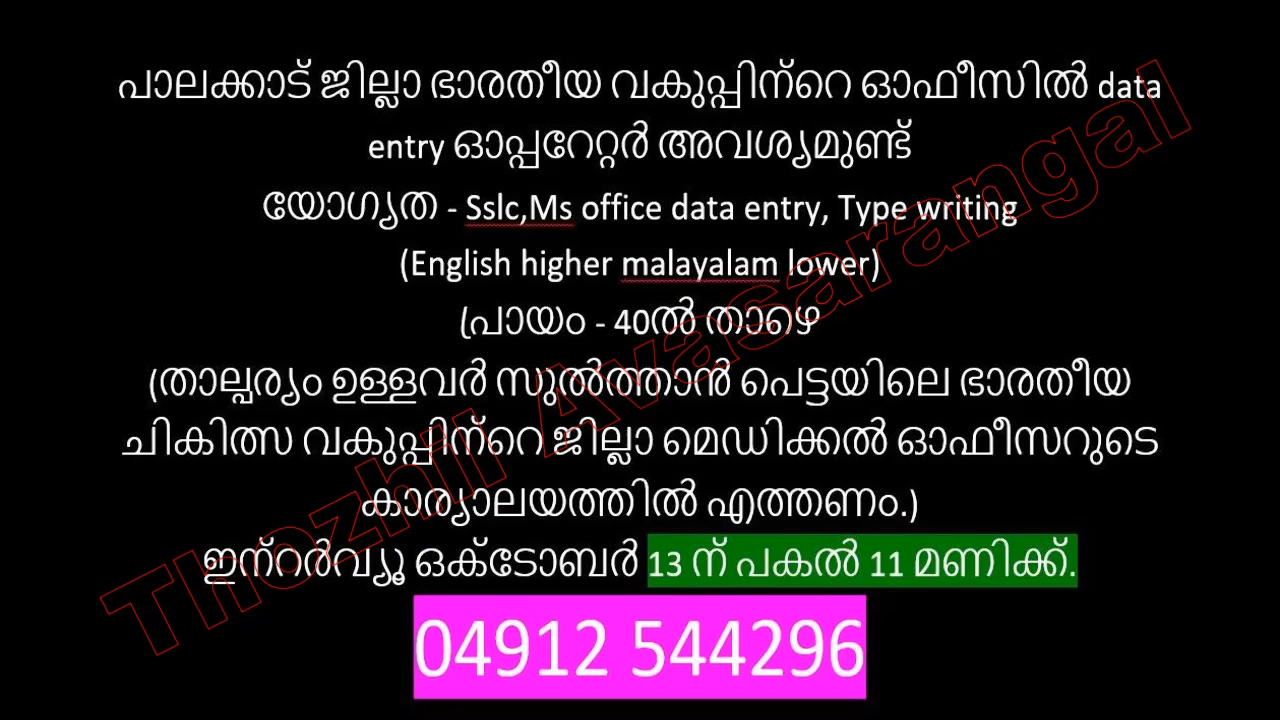 പാലക്കാട് ജില്ലാ ഭാരതീയ വകുപ്പിന്റെ ഓഫീസിൽ data
entry ഓപ്പറേറ്റർ അവശ്യമുണ്ട്
യോഗ്യത - Sslc,Ms office data entry, Type writing
(English higher malayalam lower)
പ്രായം - 40ൽ താഴെ
(താല്പര്യം ഉള്ളവർ സുൽത്താൻ പെട്ടയിലെ ഭാരതീയ
ചികിത്സ വകുപ്പിന്റെ ജില്ലാ മെഡിക്കൽ ഓഫീസറുടെ
കാര്യാലയത്തിൽ എത്തണം.)
ഇന്റർവ്യൂ ഒക്ടോബർ 13 ന് പകൽ 11 മണിക്ക്.
04912 544296
Thozhil Avasarangal